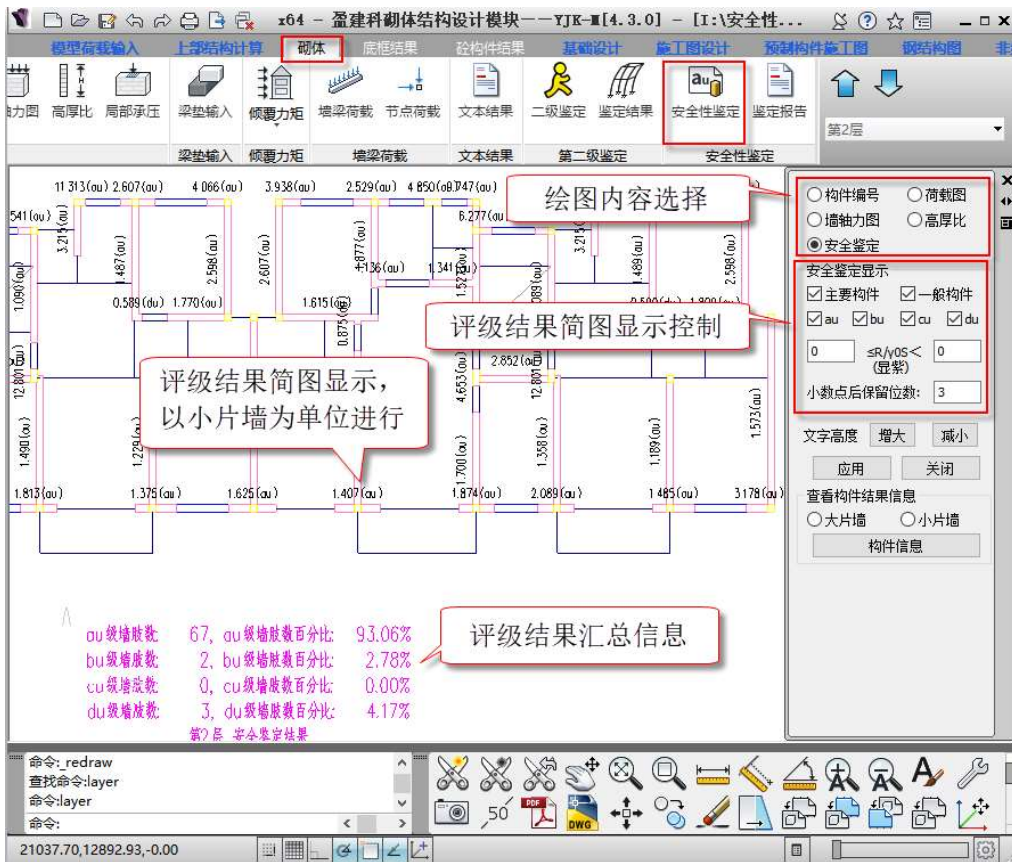 x64 - 盈建科砌体结构设计模块——YJK-M[4.3.0] - [I:\安全性...
模型荷载输入 上部结构计算 砌体 底框结果 砼构件结果 基础设计 施工图设计 预制构件施工图 钢结构图
高厚比 局部承压 梁垫输入 倾覆力矩 墙梁荷载 节点荷载 文本结果 二级鉴定 鉴定结果 安全性鉴定 鉴定报告
第2层
梁垫输入 倾覆力矩 墙梁荷载 文本结果 第二级鉴定 安全性鉴定
11 313(au) 2.607(au) 4 066(au) 3.938(au) 2.529(au)
绘图内容选择
构件编号 荷载图
墙轴力图 高厚比
安全鉴定
6.277(au
3.215(au)
1.487(au)
2.598(au)
2.607(au)
1.489(au)
2.598(au)
1.090(au)
安全鉴定显示
主要构件 一般构件
au bu cu du
0 ≤R/γ0S< 0
(显紫)
小数点后保留位数: 3
0.589(du) 1.770(au) 1.615(au)
0.875(au)
评级结果简图显示控制
2.852(au)
评级结果简图显示，
以小片墙为单位进行
12.801(au)
4.653(au)
1.490(au)
1.229(au)
1.700(au)
1.358(au)
1.189(au)
1.573(au)
文字高度 增大 减小
应用 关闭
查看构件结果信息
大片墙 小片墙
构件信息
1.813(au) 1.375(au) 1.625(au) 1.407(au) 1.874(au) 2.089(au) 1 485(au) 3178(au)
au级墙肢数: 67, au级墙肢数百分比: 93.06%
bu级墙肢数: 2, bu级墙肢数百分比: 2.78%
cu级墙肢数: 0, cu级墙肢数百分比: 0.00%
du级墙肢数: 3, du级墙肢数百分比: 4.17%
第2层 安全鉴定结果
评级结果汇总信息
命令:_redraw
查找命令:layer
命令:layer
命令:
50
PDF
DWG
21037.70,12892.93,-0.00